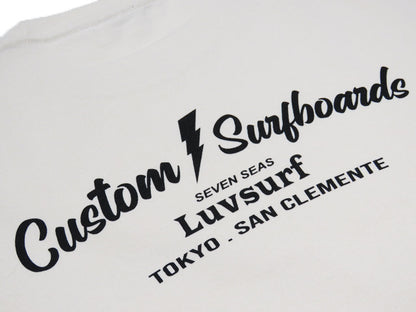 Custom Surfboards
SEVEN SEAS
Luvsurf
TOKYO - SAN CLEMENTE